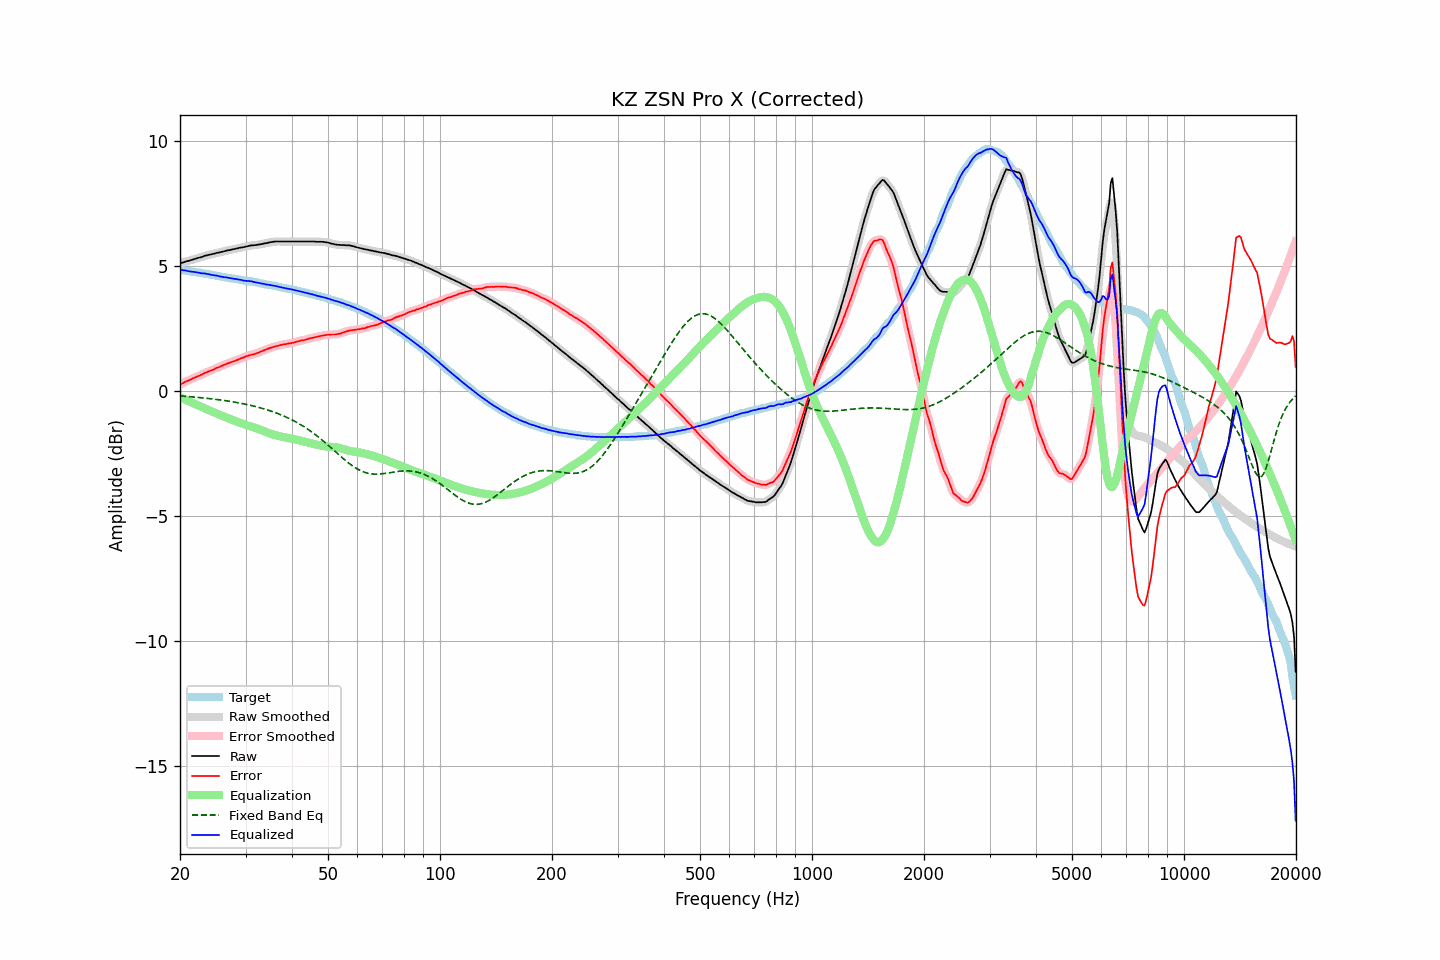 KZ ZSN Pro X (Corrected)
10
5
0
−5
−10
−15
Amplitude (dBr)
Target
Raw Smoothed
Error Smoothed
Raw
Error
Equalization
Fixed Band Eq
Equalized
20 50 100 200 500 1000 2000 5000 10000 20000
Frequency (Hz)